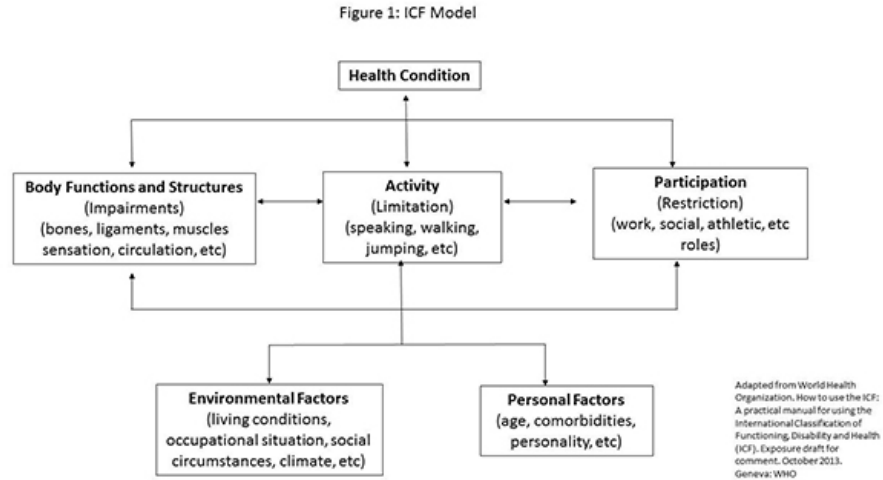 Figure 1: ICF Model
Health Condition
Body Functions and Structures
(Impairments)
(bones, ligaments, muscles
sensation, circulation, etc)
Activity
(Limitation)
(speaking, walking,
jumping, etc)
Participation
(Restriction)
(work, social, athletic, etc
roles)
Environmental Factors
(living conditions,
occupational situation, social
circumstances, climate, etc)
Personal Factors
(age, comorbidities,
personality, etc)
Adapted from World Health
Organization. How to use the ICF:
A practical manual for using the
International Classification of
Functioning, Disability and Health
(ICF). Exposure draft for
comment. October 2013.
Geneva: WHO